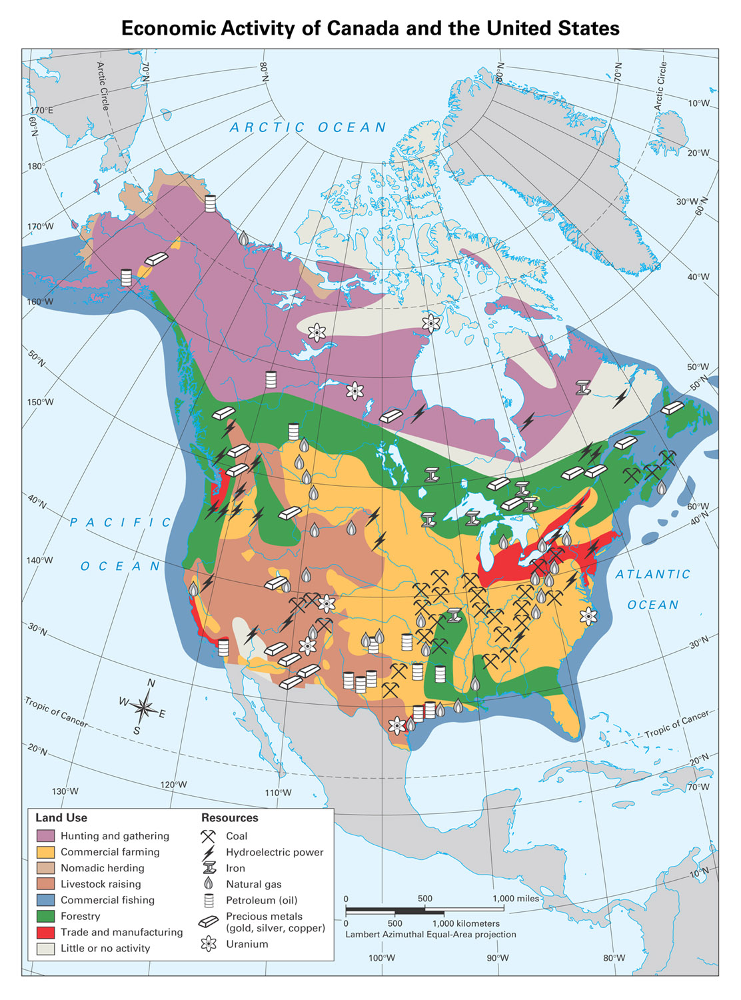 Economic Activity of Canada and the United States
Arctic Circle
70°N
80°N
80°N
70°N
Arctic Circle
10°W
170°E
60°N
ARCTIC OCEAN
20°W
180°
30°W
60°N
170°W
40°W
160°W
50°N
50°W
50°N
150°W
40°N
60°W
40°N
PACIFIC
OCEAN
140°W
ATLANTIC
OCEAN
30°N
30°N
N
W
E
S
Tropic of Cancer
Tropic of Cancer
20°N
20°N
70°W
130°W
120°W
110°W
10°N
Land Use
Hunting and gathering
Commercial farming
Nomadic herding
Livestock raising
Commercial fishing
Forestry
Trade and manufacturing
Little or no activity
Resources
Coal
Hydroelectric power
Iron
Natural gas
Petroleum (oil)
Precious metals
(gold, silver, copper)
Uranium
0 500 1,000 miles
0 500 1,000 kilometers
Lambert Azimuthal Equal-Area projection
100°W
90°W
80°W